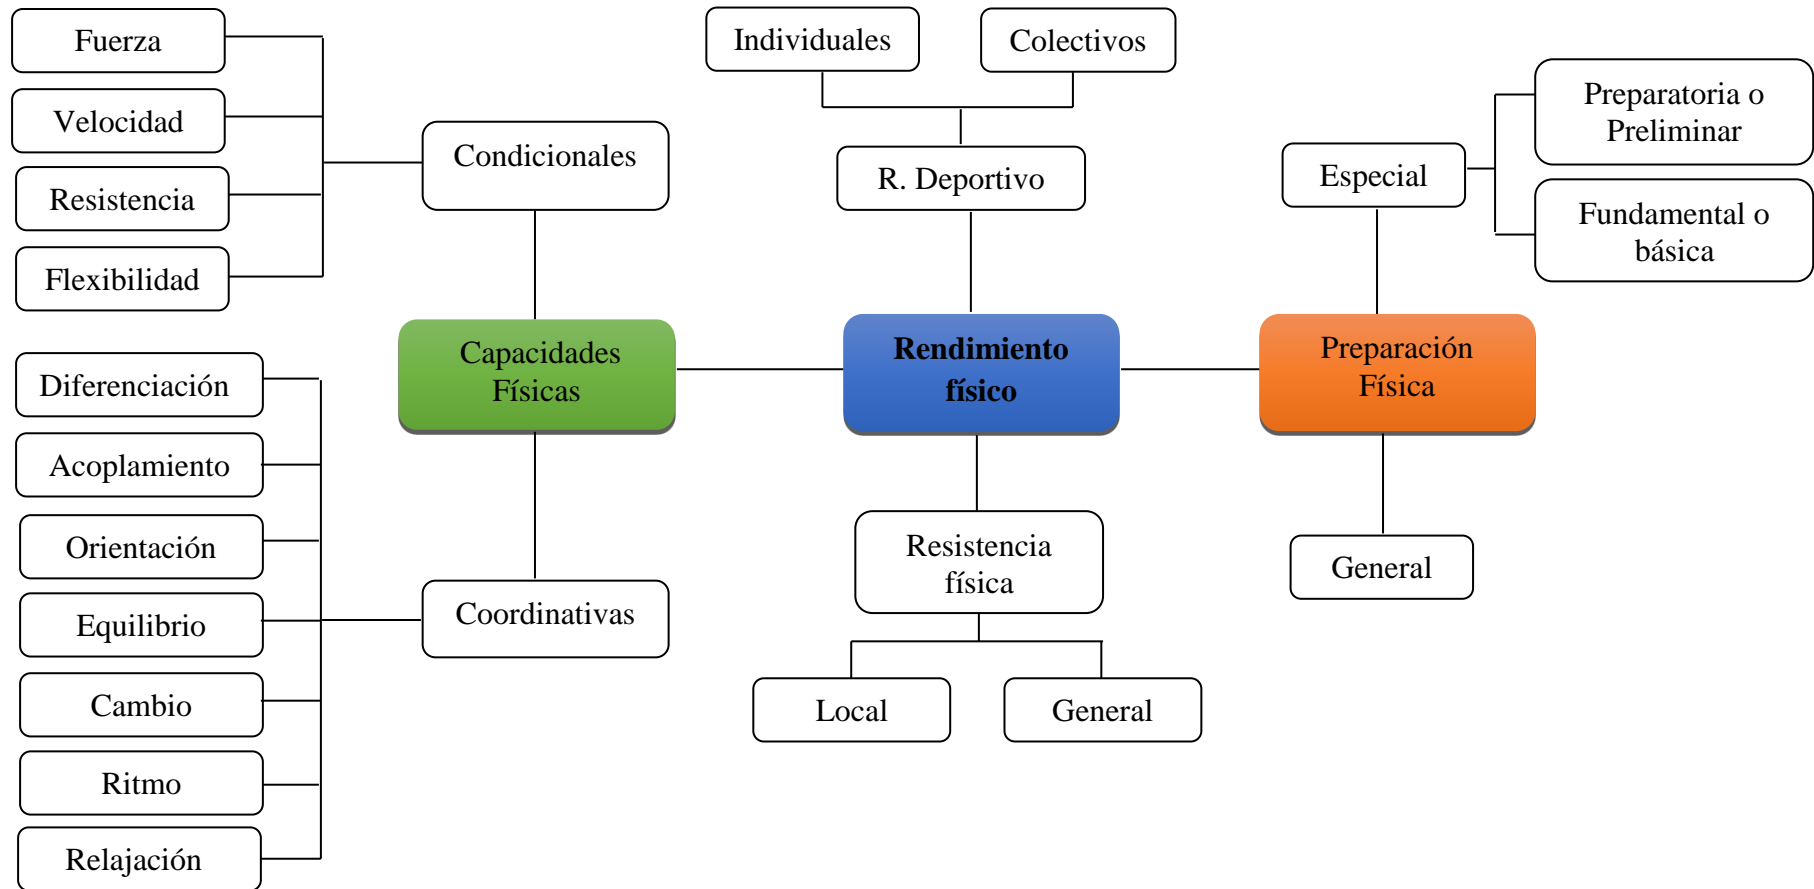 Fuerza
Velocidad
Resistencia
Flexibilidad
Condicionales
Individuales
Colectivos
R. Deportivo
Especial
Preparatoria o
Preliminar
Fundamental o
básica
Capacidades
Físicas
Rendimiento
físico
Preparación
Física
Diferenciación
Acoplamiento
Orientación
Equilibrio
Cambio
Ritmo
Relajación
Coordinativas
Resistencia
física
Local
General
General